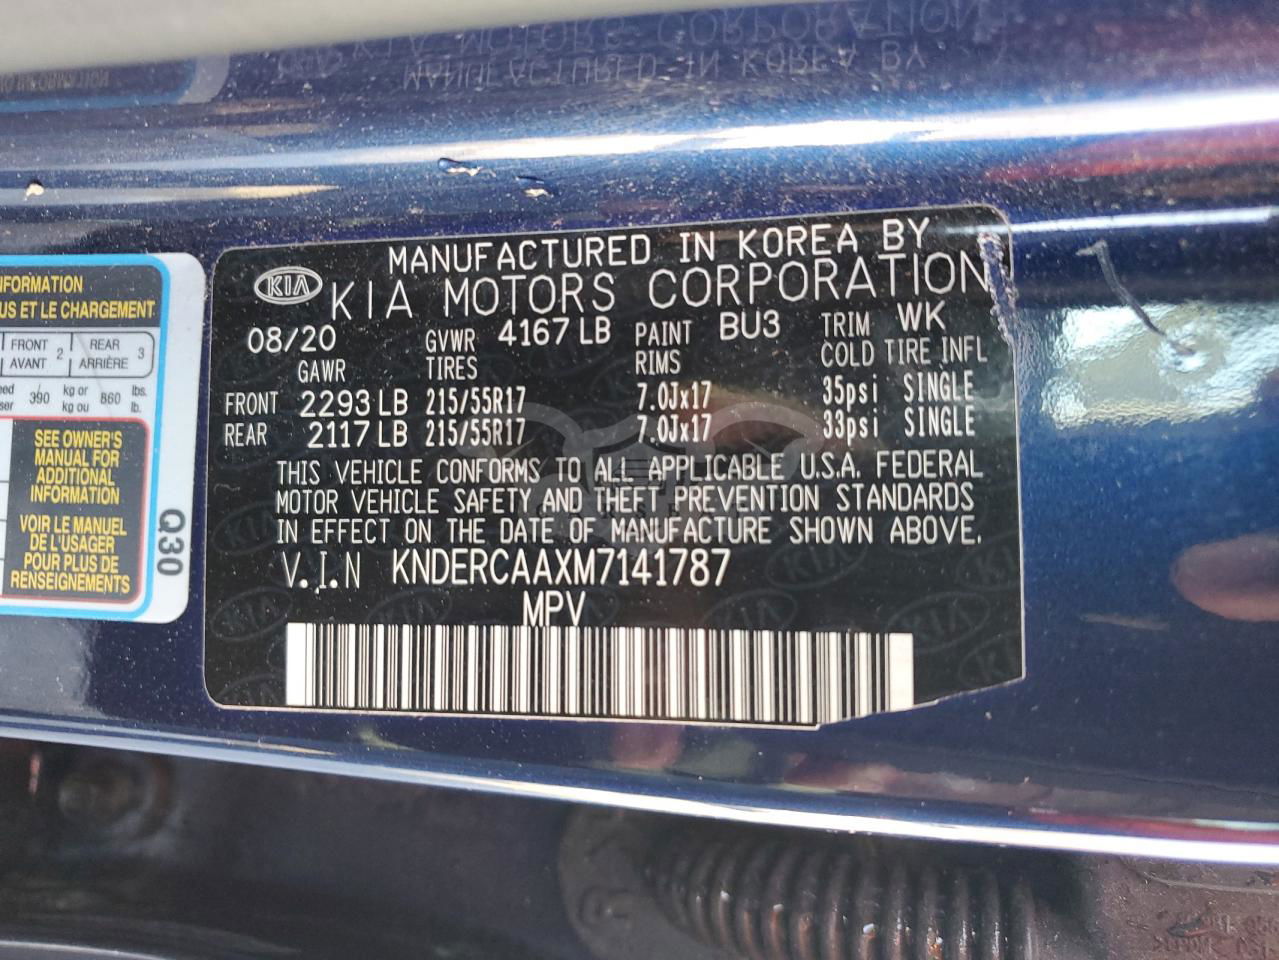 MANUFACTURED IN KOREA BY
KIA KIA MOTORS CORPORATION
08/20 GVWR 4167 LB PAINT BU3 TRIM WK
GAWR TIRES RIMS COLD TIRE INFL
FRONT 2293 LB 215/55R17 7.0Jx17 35psi SINGLE
REAR 2117 LB 215/55R17 7.0Jx17 33psi SINGLE
THIS VEHICLE CONFORMS TO ALL APPLICABLE U.S.A. FEDERAL
MOTOR VEHICLE SAFETY AND THEFT PREVENTION STANDARDS
IN EFFECT ON THE DATE OF MANUFACTURE SHOWN ABOVE.
V.I.N KNDERCAAXM7141787
MPV
US ET LE CHARGEMENT
FRONT 2 REAR 3
AVANT ARRIÈRE
390 kg or 860 lbs.
kg ou lb.
SEE OWNER'S
MANUAL FOR
ADDITIONAL
INFORMATION
VOIR LE MANUEL
DE L'USAGER
POUR PLUS DE
RENSEIGNEMENTS
Q30